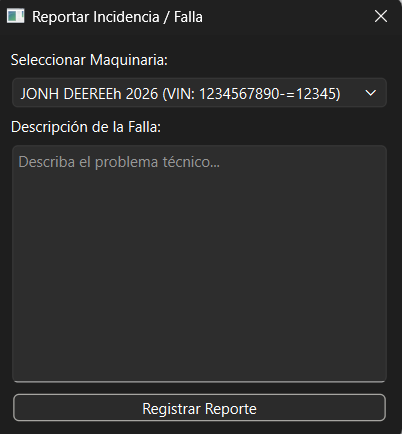 Reportar Incidencia / Falla
Seleccionar Maquinaria:
JONH DEEREEh 2026 (VIN: 1234567890-=12345)
Descripción de la Falla:
Describa el problema técnico...
Registrar Reporte